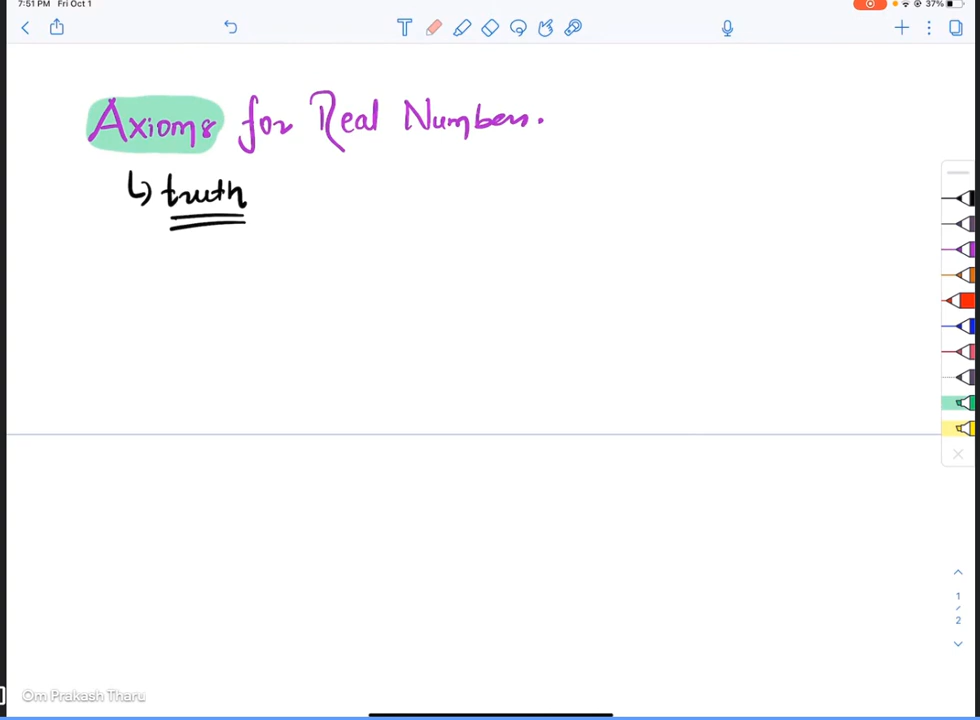 7:51 PM Fri Oct 1
37%
T
Axioms for Real Numbers.
↳ truth
1
/
2
Om Prakash Tharu